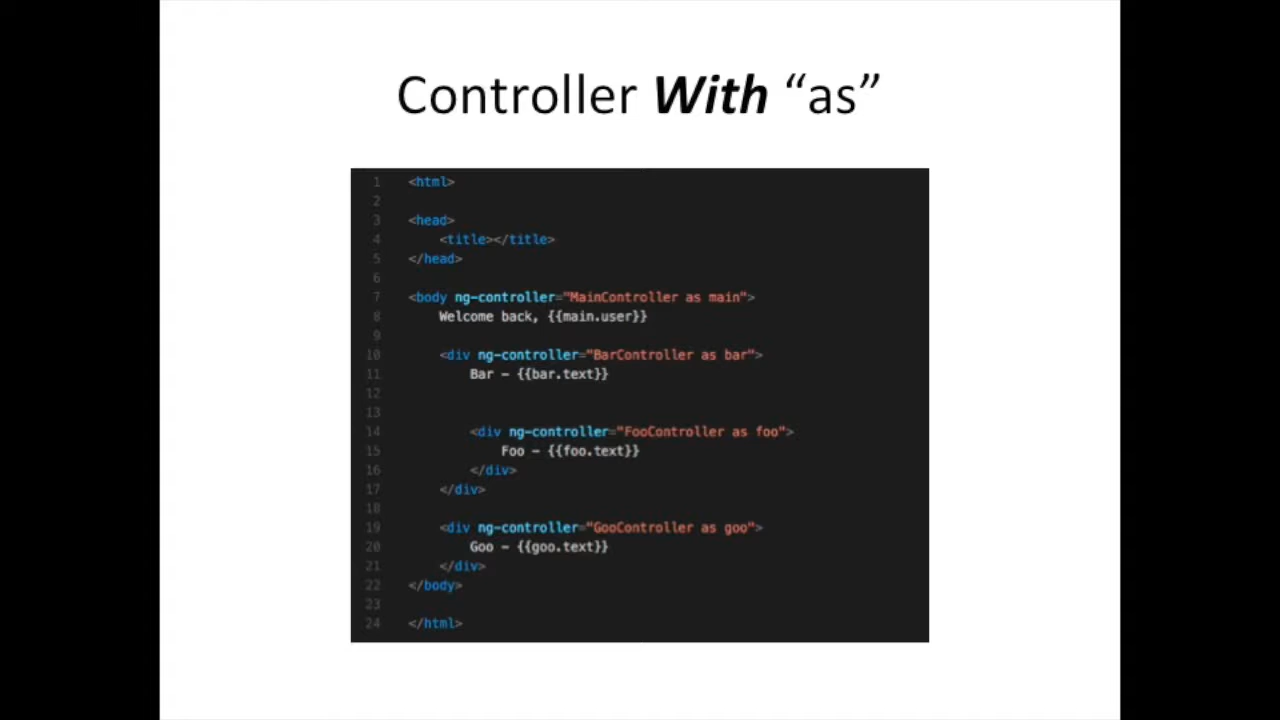 Controller With “as”
1 <html>
2
3 <head>
4 <title></title>
5 </head>
6
7 <body ng-controller="MainController as main">
8 Welcome back, {{main.user}}
9
10 <div ng-controller="BarController as bar">
11 Bar – {{bar.text}}
12
13
14 <div ng-controller="FooController as foo">
15 Foo – {{foo.text}}
16 </div>
17 </div>
18
19 <div ng-controller="GooController as goo">
20 Goo – {{goo.text}}
21 </div>
22 </body>
23
24 </html>